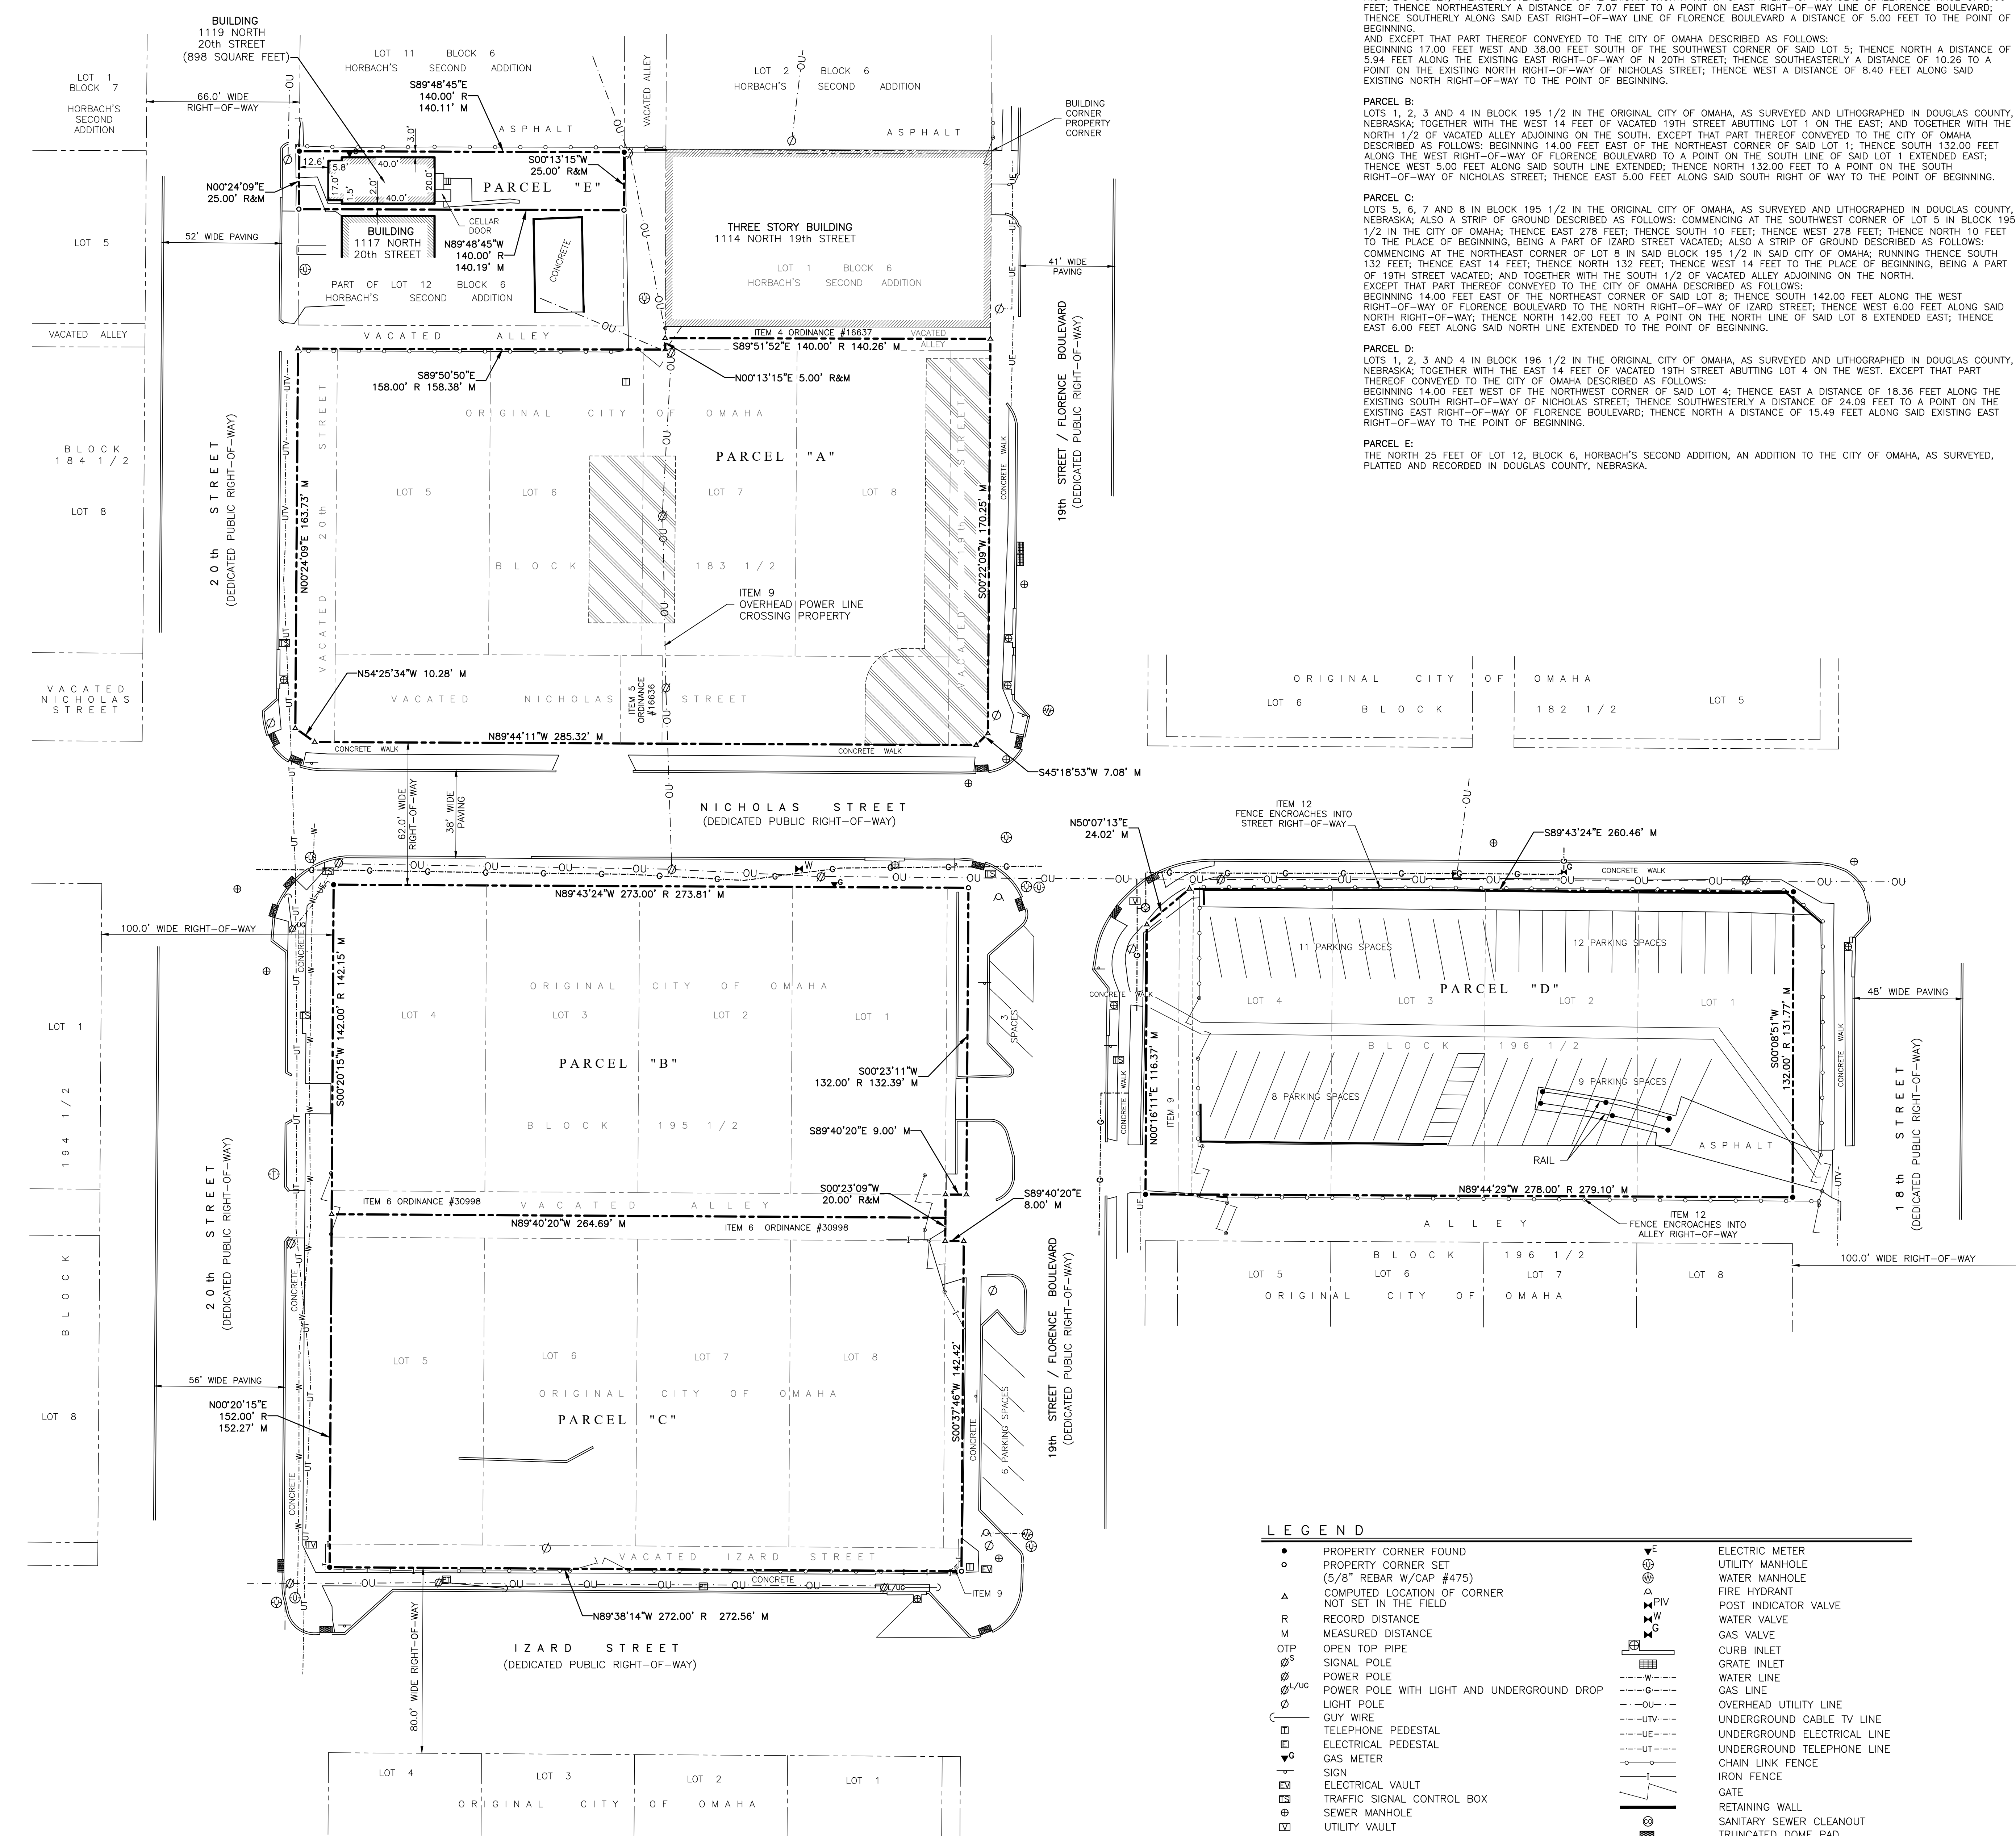 BUILDING
1119 NORTH
20th STREET
(898 SQUARE FEET)
LOT 1
BLOCK 7
HORBACH'S
SECOND
ADDITION
66.0' WIDE
RIGHT-OF-WAY
LOT 11 BLOCK 6
HORBACH'S SECOND ADDITION
S89°48'45"E
140.00' R
140.11' M
VACATED ALLEY
OU
LOT 2 BLOCK 6
HORBACH'S SECOND ADDITION
BUILDING
CORNER
PROPERTY
CORNER
ASPHALT
ASPHALT
3.0'
12.6'
5.8'
40.0'
17.0'
1.5'
2.0'
40.0'
20.0'
S00°13'15"W
25.00' R&M
PARCEL "E"
N00°24'09"E
25.00' R&M
CELLAR
DOOR
BUILDING
1117 NORTH
20th STREET
N89°48'45"W
140.00' R
140.19' M
CONCRETE
THREE STORY BUILDING
1114 NORTH 19th STREET
LOT 1 BLOCK 6
HORBACH'S SECOND ADDITION
LOT 5
52' WIDE PAVING
41' WIDE
PAVING
PART OF LOT 12 BLOCK 6
HORBACH'S SECOND ADDITION
VACATED ALLEY
VACATED ALLEY
ITEM 4 ORDINANCE #16637
VACATED
ALLEY
S89°51'52"E 140.00' R 140.26' M
S89°50'50"E
158.00' R 158.38' M
N00°13'15"E 5.00' R&M
ORIGINAL CITY OF OMAHA
PARCEL "A"
BLOCK
184 1/2
LOT 8
20th STREET
(DEDICATED PUBLIC RIGHT-OF-WAY)
N00°24'09"E 163.73' M
VACATED 20th STREET
LOT 5
LOT 6
LOT 7
LOT 8
BLOCK 183 1/2
VACATED 19th STREET
S00°22'09"W 170.25' M
CONCRETE WALK
19th STREET / FLORENCE BOULEVARD
(DEDICATED PUBLIC RIGHT-OF-WAY)
ITEM 9
OVERHEAD POWER LINE
CROSSING PROPERTY
N54°25'34"W 10.28' M
VACATED
NICHOLAS
STREET
VACATED NICHOLAS STREET
ITEM 5
ORDINANCE
#16636
N89°44'11"W 285.32' M
CONCRETE WALK
CONCRETE WALK
S45°18'53"W 7.08' M
62.0' WIDE
RIGHT-OF-WAY
38' WIDE
PAVING
NICHOLAS STREET
(DEDICATED PUBLIC RIGHT-OF-WAY)
FEET; THENCE NORTHEASTERLY A DISTANCE OF 7.07 FEET TO A POINT ON EAST RIGHT-OF-WAY LINE OF FLORENCE BOULEVARD;
THENCE SOUTHERLY ALONG SAID EAST RIGHT-OF-WAY LINE OF FLORENCE BOULEVARD A DISTANCE OF 5.00 FEET TO THE POINT OF
BEGINNING.
AND EXCEPT THAT PART THEREOF CONVEYED TO THE CITY OF OMAHA DESCRIBED AS FOLLOWS:
BEGINNING 17.00 FEET WEST AND 38.00 FEET SOUTH OF THE SOUTHWEST CORNER OF SAID LOT 5; THENCE NORTH A DISTANCE OF
5.94 FEET ALONG THE EXISTING EAST RIGHT-OF-WAY OF N 20TH STREET; THENCE SOUTHEASTERLY A DISTANCE OF 10.26 TO A
POINT ON THE EXISTING NORTH RIGHT-OF-WAY OF NICHOLAS STREET; THENCE WEST A DISTANCE OF 8.40 FEET ALONG SAID
EXISTING NORTH RIGHT-OF-WAY TO THE POINT OF BEGINNING.
PARCEL B:
LOTS 1, 2, 3 AND 4 IN BLOCK 195 1/2 IN THE ORIGINAL CITY OF OMAHA, AS SURVEYED AND LITHOGRAPHED IN DOUGLAS COUNTY,
NEBRASKA; TOGETHER WITH THE WEST 14 FEET OF VACATED 19TH STREET ABUTTING LOT 1 ON THE EAST; AND TOGETHER WITH THE
NORTH 1/2 OF VACATED ALLEY ADJOINING ON THE SOUTH. EXCEPT THAT PART THEREOF CONVEYED TO THE CITY OF OMAHA
DESCRIBED AS FOLLOWS: BEGINNING 14.00 FEET EAST OF THE NORTHEAST CORNER OF SAID LOT 1; THENCE SOUTH 132.00 FEET
ALONG THE WEST RIGHT-OF-WAY OF FLORENCE BOULEVARD TO A POINT ON THE SOUTH LINE OF SAID LOT 1 EXTENDED EAST;
THENCE WEST 5.00 FEET ALONG SAID SOUTH LINE EXTENDED; THENCE NORTH 132.00 FEET TO A POINT ON THE SOUTH
RIGHT-OF-WAY OF NICHOLAS STREET; THENCE EAST 5.00 FEET ALONG SAID SOUTH RIGHT OF WAY TO THE POINT OF BEGINNING.
PARCEL C:
LOTS 5, 6, 7 AND 8 IN BLOCK 195 1/2 IN THE ORIGINAL CITY OF OMAHA, AS SURVEYED AND LITHOGRAPHED IN DOUGLAS COUNTY,
NEBRASKA; ALSO A STRIP OF GROUND DESCRIBED AS FOLLOWS: COMMENCING AT THE SOUTHWEST CORNER OF LOT 5 IN BLOCK 195
1/2 IN THE CITY OF OMAHA; THENCE EAST 278 FEET; THENCE SOUTH 10 FEET; THENCE WEST 278 FEET; THENCE NORTH 10 FEET
TO THE PLACE OF BEGINNING, BEING A PART OF IZARD STREET VACATED; ALSO A STRIP OF GROUND DESCRIBED AS FOLLOWS:
COMMENCING AT THE NORTHEAST CORNER OF LOT 8 IN SAID BLOCK 195 1/2 IN SAID CITY OF OMAHA; RUNNING THENCE SOUTH
132 FEET; THENCE EAST 14 FEET; THENCE NORTH 132 FEET; THENCE WEST 14 FEET TO THE PLACE OF BEGINNING, BEING A PART
OF 19TH STREET VACATED; AND TOGETHER WITH THE SOUTH 1/2 OF VACATED ALLEY ADJOINING ON THE NORTH.
EXCEPT THAT PART THEREOF CONVEYED TO THE CITY OF OMAHA DESCRIBED AS FOLLOWS:
BEGINNING 14.00 FEET EAST OF THE NORTHEAST CORNER OF SAID LOT 8; THENCE SOUTH 142.00 FEET ALONG THE WEST
RIGHT-OF-WAY OF FLORENCE BOULEVARD TO THE NORTH RIGHT-OF-WAY OF IZARD STREET; THENCE WEST 6.00 FEET ALONG SAID
NORTH RIGHT-OF-WAY; THENCE NORTH 142.00 FEET TO A POINT ON THE NORTH LINE OF SAID LOT 8 EXTENDED EAST; THENCE
EAST 6.00 FEET ALONG SAID NORTH LINE EXTENDED TO THE POINT OF BEGINNING.
PARCEL D:
LOTS 1, 2, 3 AND 4 IN BLOCK 196 1/2 IN THE ORIGINAL CITY OF OMAHA, AS SURVEYED AND LITHOGRAPHED IN DOUGLAS COUNTY,
NEBRASKA; TOGETHER WITH THE EAST 14 FEET OF VACATED 19TH STREET ABUTTING LOT 4 ON THE WEST. EXCEPT THAT PART
THEREOF CONVEYED TO THE CITY OF OMAHA DESCRIBED AS FOLLOWS:
BEGINNING 14.00 FEET WEST OF THE NORTHWEST CORNER OF SAID LOT 4; THENCE EAST A DISTANCE OF 18.36 FEET ALONG THE
EXISTING SOUTH RIGHT-OF-WAY OF NICHOLAS STREET; THENCE SOUTHWESTERLY A DISTANCE OF 24.09 FEET TO A POINT ON THE
EXISTING EAST RIGHT-OF-WAY OF FLORENCE BOULEVARD; THENCE NORTH A DISTANCE OF 15.49 FEET ALONG SAID EXISTING EAST
RIGHT-OF-WAY TO THE POINT OF BEGINNING.
PARCEL E:
THE NORTH 25 FEET OF LOT 12, BLOCK 6, HORBACH'S SECOND ADDITION, AN ADDITION TO THE CITY OF OMAHA, AS SURVEYED,
PLATTED AND RECORDED IN DOUGLAS COUNTY, NEBRASKA.
ORIGINAL CITY OF OMAHA
LOT 6
BLOCK 182 1/2
LOT 5
N89°43'24"W 273.00' R 273.81' M
100.0' WIDE RIGHT-OF-WAY
S00°20'15"W 142.00' R 142.15' M
CONCRETE
ORIGINAL CITY OF OMAHA
LOT 4
LOT 3
LOT 2
LOT 1
PARCEL "B"
BLOCK 195 1/2
3
SPACES
S00°23'11"W
132.00' R 132.39' M
S89°40'20"E 9.00' M
S00°23'09"W
20.00' R&M
S89°40'20"E
8.00' M
LOT 1
BLOCK 194 1/2
20th STREET
(DEDICATED PUBLIC RIGHT-OF-WAY)
ITEM 6 ORDINANCE #30998
VACATED ALLEY
N89°40'20"W 264.69' M
ITEM 6 ORDINANCE #30998
CONCRETE
LOT 5
LOT 6
LOT 7
LOT 8
ORIGINAL CITY OF OMAHA
PARCEL "C"
56' WIDE PAVING
LOT 8
N00°20'15"E
152.00' R
152.27' M
CONCRETE
S00°37'46"W 142.42'
CONCRETE
6 PARKING SPACES
19th STREET / FLORENCE BOULEVARD
(DEDICATED PUBLIC RIGHT-OF-WAY)
VACATED IZARD STREET
CONCRETE
ITEM 9
N89°38'14"W 272.00' R 272.56' M
IZARD STREET
(DEDICATED PUBLIC RIGHT-OF-WAY)
80.0' WIDE RIGHT-OF-WAY
LOT 4
LOT 3
LOT 2
LOT 1
ORIGINAL CITY OF OMAHA
N50°07'13"E
24.02' M
ITEM 12
FENCE ENCROACHES INTO
STREET RIGHT-OF-WAY
S89°43'24"E 260.46' M
CONCRETE WALK
11 PARKING SPACES
12 PARKING SPACES
PARCEL "D"
CONCRETE WALK
LOT 4
LOT 3
LOT 2
LOT 1
BLOCK 196 1/2
48' WIDE PAVING
S00°08'51"W
132.00' R 131.77' M
CONCRETE WALK
CONCRETE WALK
N00°16'11"E 116.37' M
ITEM 9
8 PARKING SPACES
9 PARKING SPACES
RAIL
ASPHALT
18th STREET
(DEDICATED PUBLIC RIGHT-OF-WAY)
N89°44'29"W 278.00' R 279.10' M
ITEM 12
FENCE ENCROACHES INTO
ALLEY RIGHT-OF-WAY
ALLEY
BLOCK 196 1/2
100.0' WIDE RIGHT-OF-WAY
LOT 5
LOT 6
LOT 7
LOT 8
ORIGINAL CITY OF OMAHA
LEGEND
PROPERTY CORNER FOUND
PROPERTY CORNER SET
(5/8" REBAR W/CAP #475)
COMPUTED LOCATION OF CORNER
NOT SET IN THE FIELD
R RECORD DISTANCE
M MEASURED DISTANCE
OTP OPEN TOP PIPE
S SIGNAL POLE
POWER POLE
L/UG POWER POLE WITH LIGHT AND UNDERGROUND DROP
LIGHT POLE
GUY WIRE
T TELEPHONE PEDESTAL
E ELECTRICAL PEDESTAL
G GAS METER
SIGN
EV ELECTRICAL VAULT
TS TRAFFIC SIGNAL CONTROL BOX
SEWER MANHOLE
V UTILITY VAULT
E ELECTRIC METER
UTILITY MANHOLE
WATER MANHOLE
FIRE HYDRANT
PIV POST INDICATOR VALVE
W WATER VALVE
G GAS VALVE
CURB INLET
GRATE INLET
W WATER LINE
G GAS LINE
OU OVERHEAD UTILITY LINE
UTV UNDERGROUND CABLE TV LINE
UE UNDERGROUND ELECTRICAL LINE
UT UNDERGROUND TELEPHONE LINE
CHAIN LINK FENCE
I IRON FENCE
GATE
RETAINING WALL
CO SANITARY SEWER CLEANOUT
TRUNCATED DOME PAD